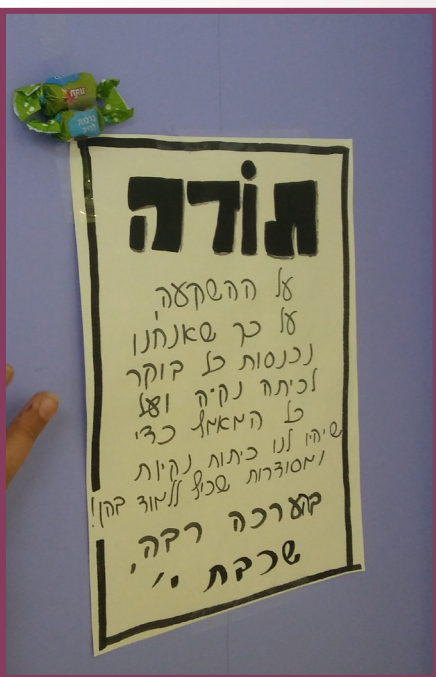 תודה
על ההשקעה,
על כך שאנחנו
נכנסות כל בוקר
לכיתה נקיה ועל
כל המאמץ כדי
שיהיו לנו כיתות נקיות
ומסודרות שכיף ללמוד בהן!
בהערכה רבה,
שכבת י'.